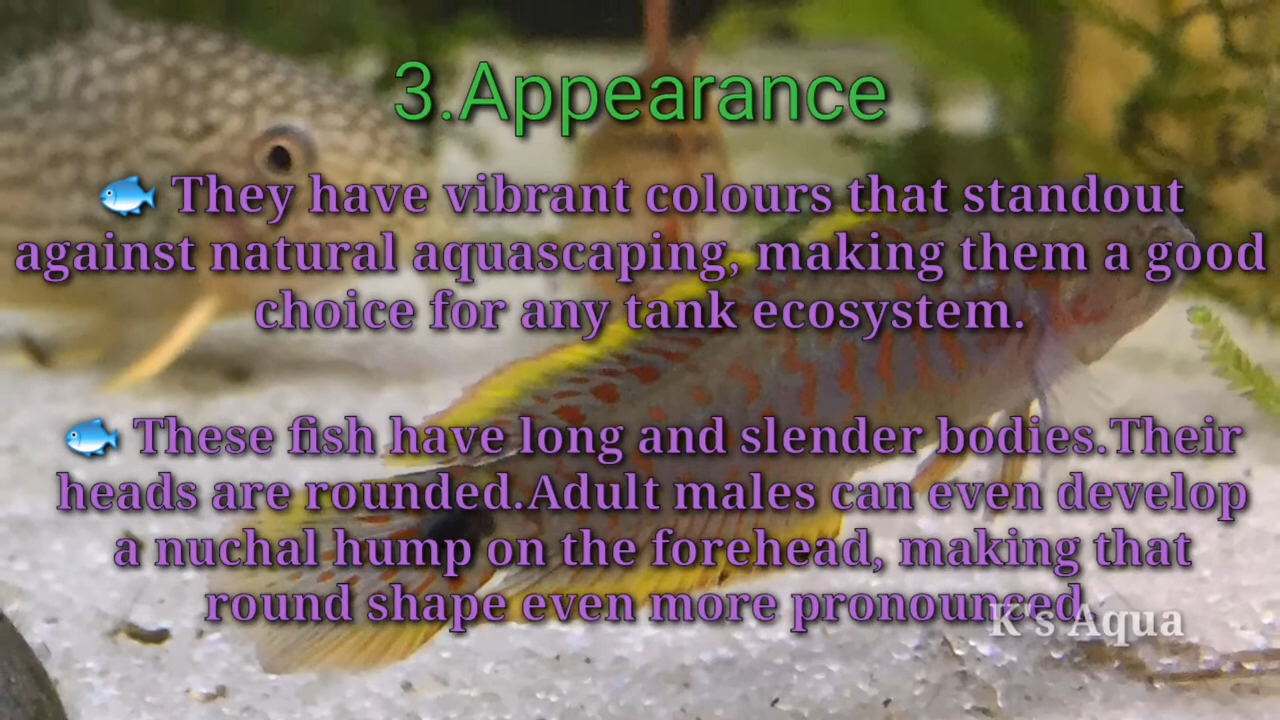 3.Appearance
🐟 They have vibrant colours that standout
against natural aquascaping, making them a good
choice for any tank ecosystem.
🐟 These fish have long and slender bodies.Their
heads are rounded.Adult males can even develop
a nuchal hump on the forehead, making that
round shape even more pronounced.
K's Aqua